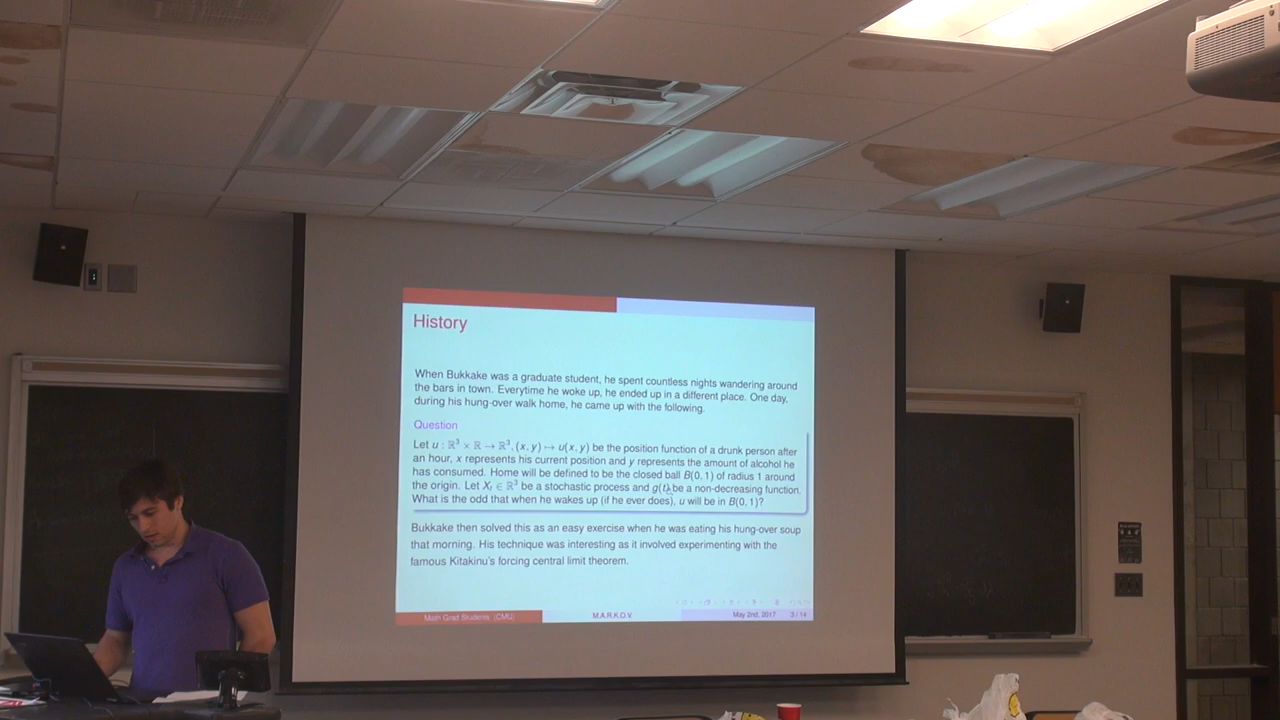 History
When Bukkake was a graduate student, he spent countless nights wandering around
the bars in town. Everytime he woke up, he ended up in a different place. One day,
during his hung-over walk home, he came up with the following.
Question
Let u : ℝ³ × ℝ → ℝ³, (x, y) ↦ u(x, y) be the position function of a drunk person after
an hour, x represents his current position and y represents the amount of alcohol he
has consumed. Home will be defined to be the closed ball B(0, 1) of radius 1 around
the origin. Let Xₜ ∈ ℝ³ be a stochastic process and g(t) be a non-decreasing function.
What is the odd that when he wakes up (if he ever does), u will be in B(0, 1)?
Bukkake then solved this as an easy exercise when he was eating his hung-over soup
that morning. His technique was interesting as it involved experimenting with the
famous Kitakinu's forcing central limit theorem.
Math Grad Students (CMU) M.A.R.K.O.V. May 2nd, 2017 3 / 14